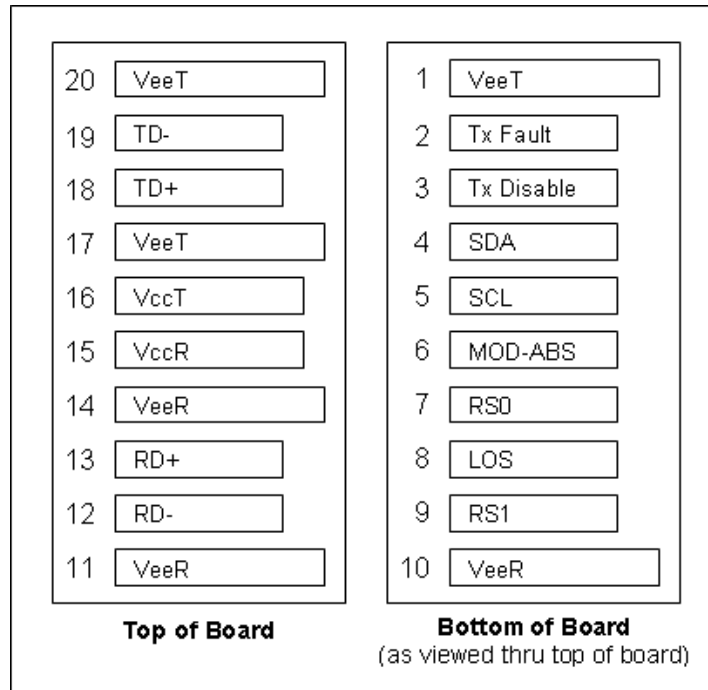 20 VeeT
19 TD-
18 TD+
17 VeeT
16 VccT
15 VccR
14 VeeR
13 RD+
12 RD-
11 VeeR
Top of Board
1 VeeT
2 Tx Fault
3 Tx Disable
4 SDA
5 SCL
6 MOD-ABS
7 RS0
8 LOS
9 RS1
10 VeeR
Bottom of Board
(as viewed thru top of board)